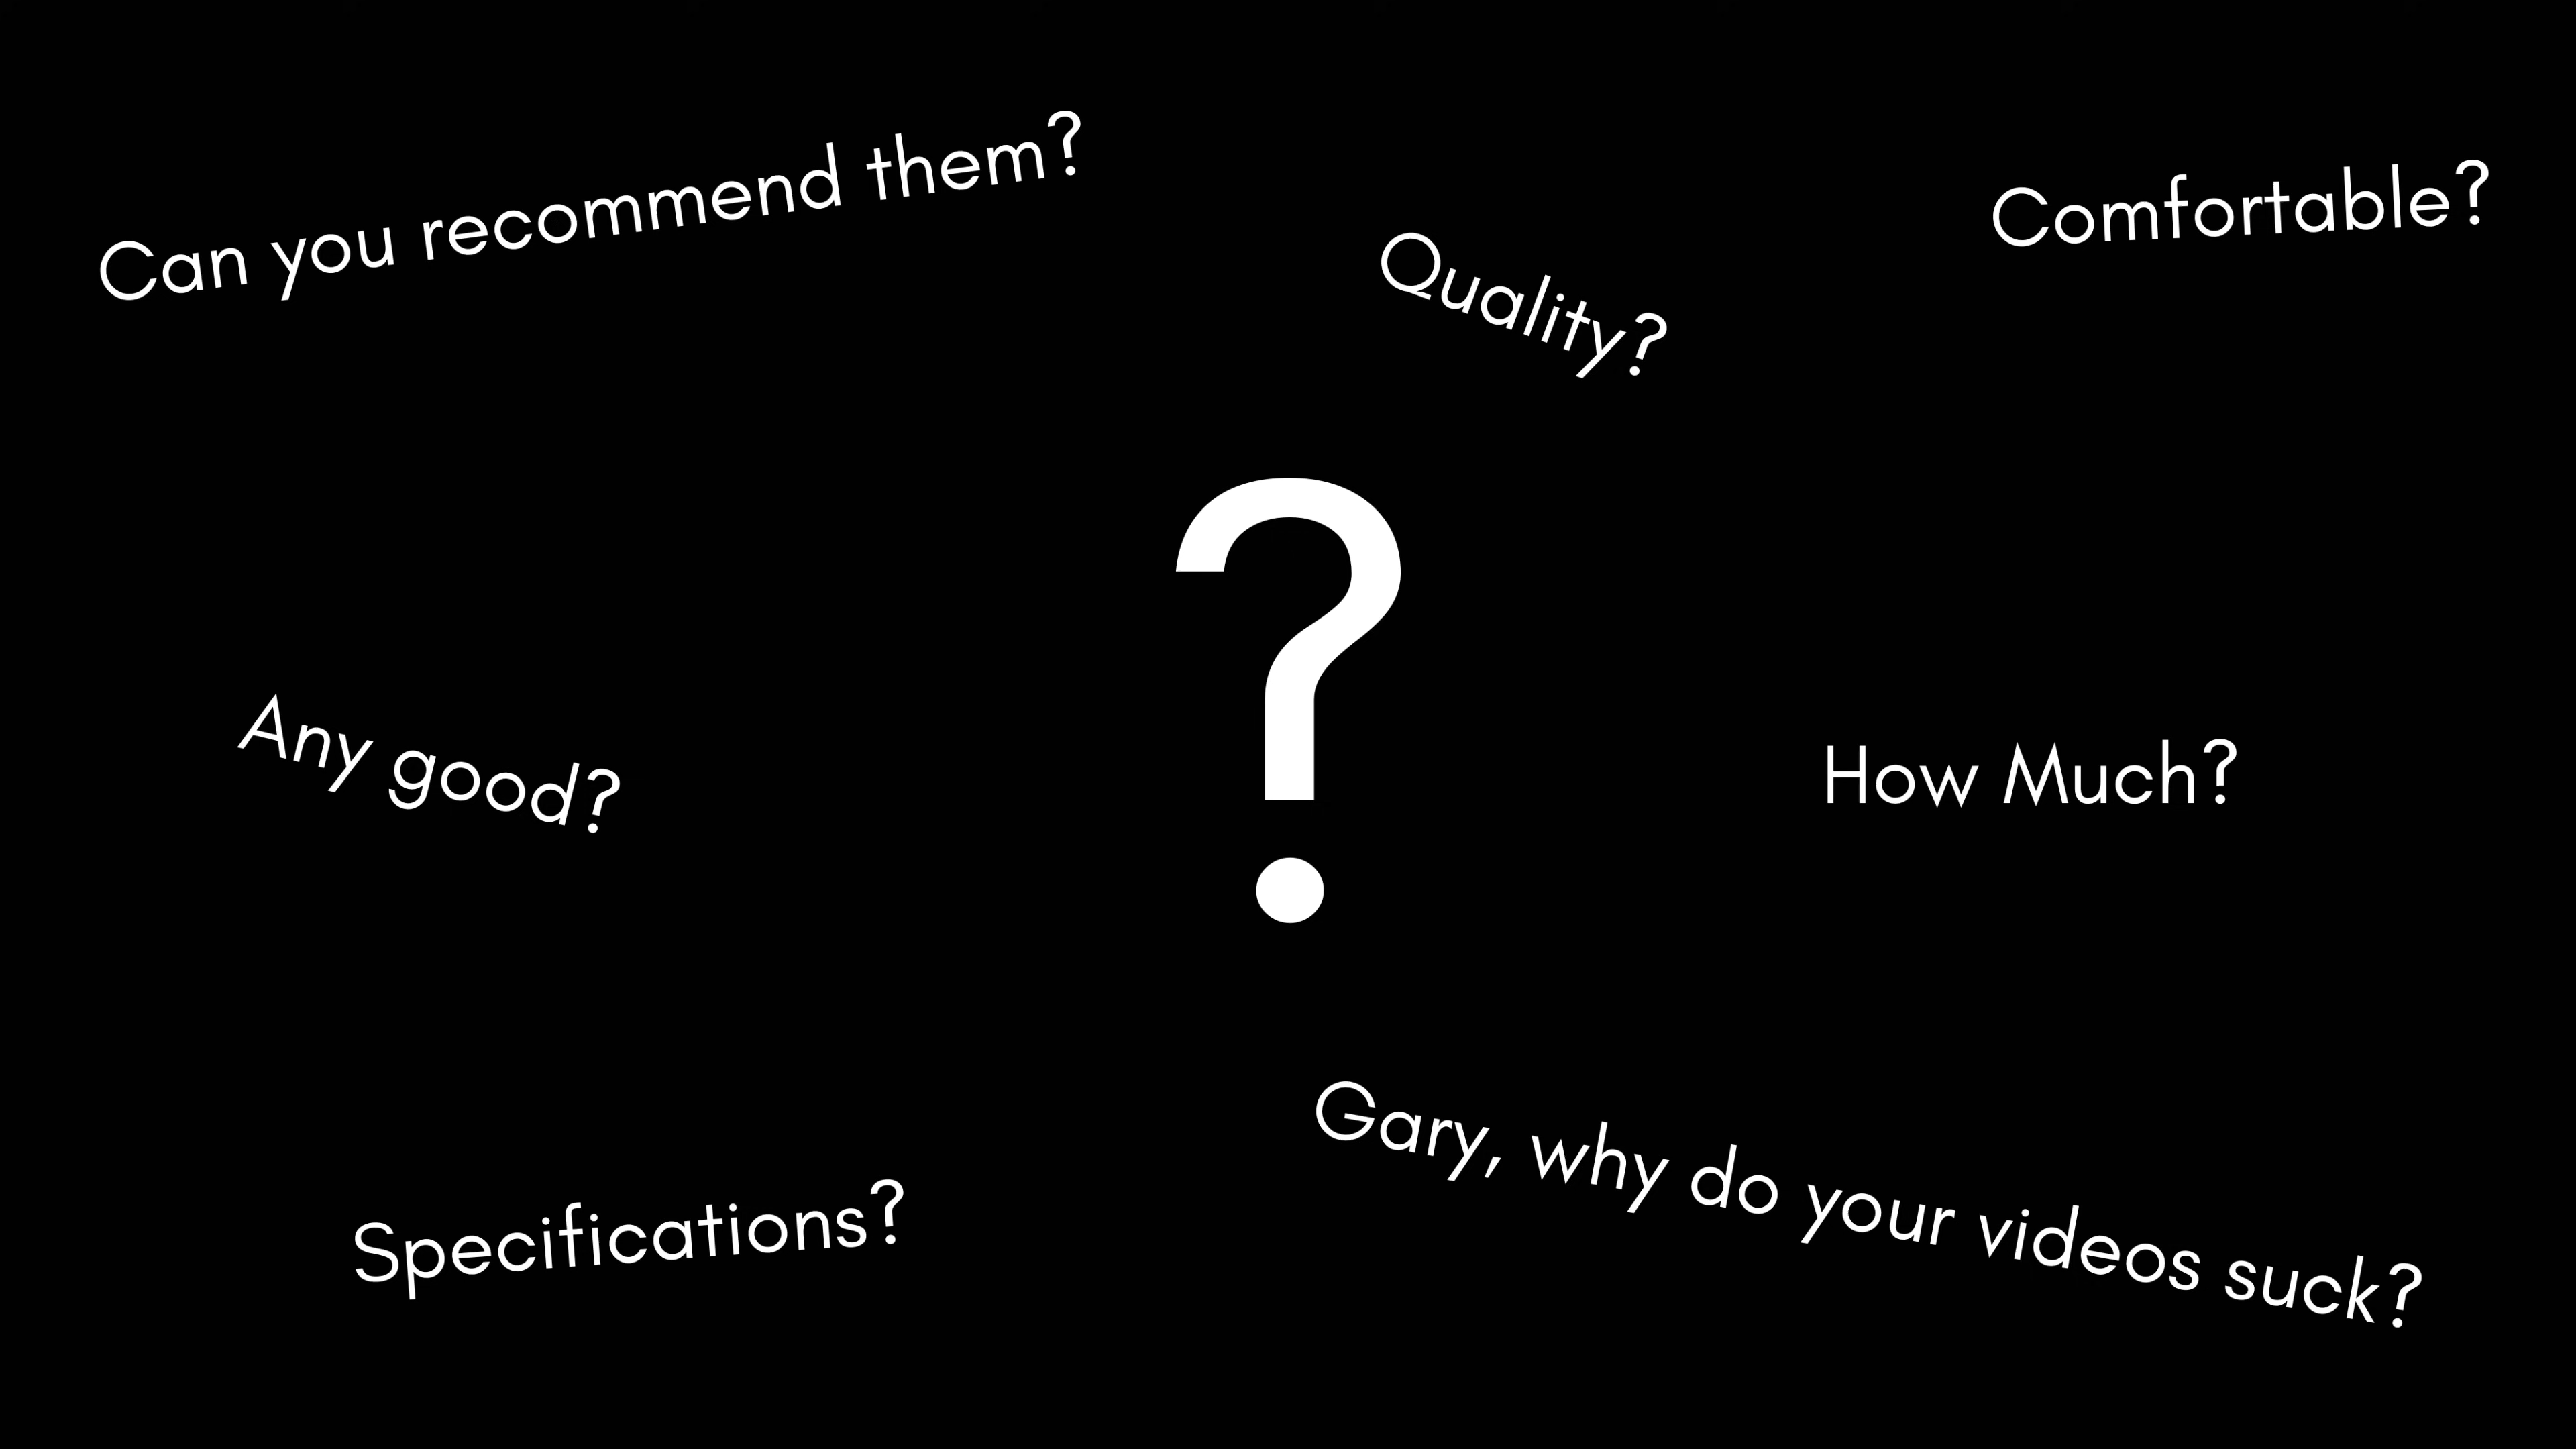 Can you recommend them?
Quality?
Comfortable?
?
Any good?
How Much?
Specifications?
Gary, why do your videos suck?